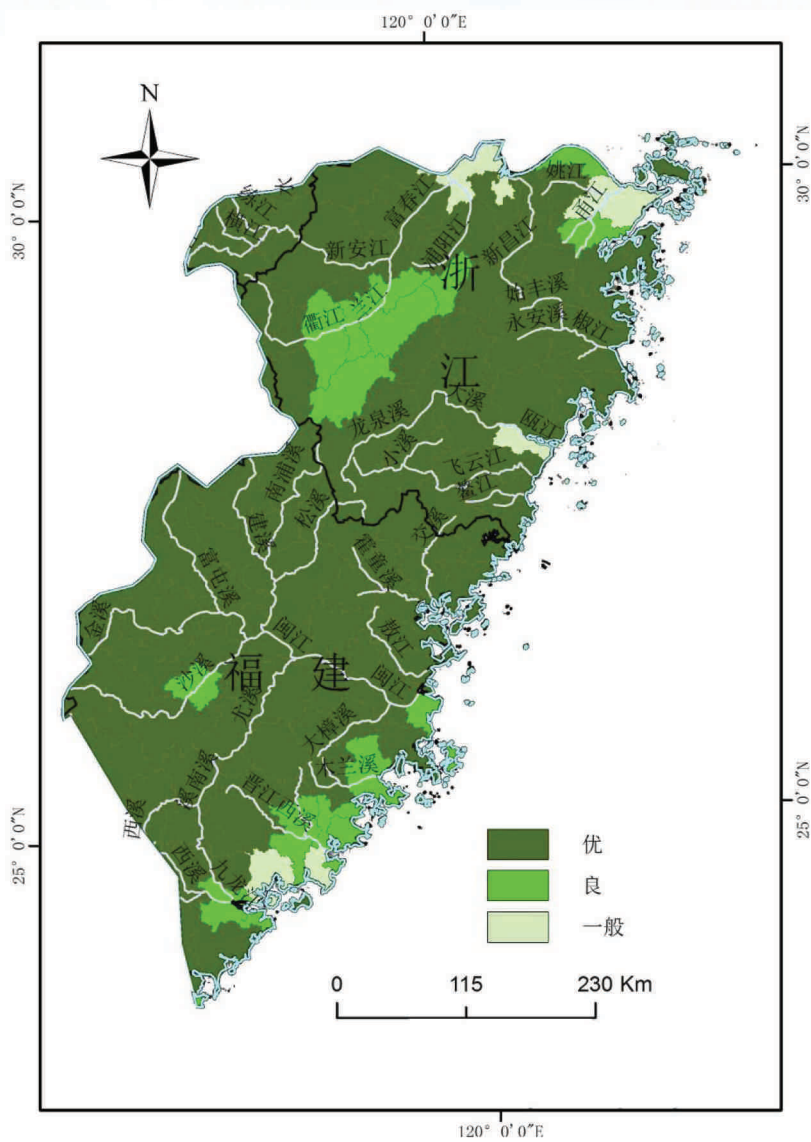 120° 0′0″E
N
30° 0′0″N
30° 0′0″N
姚江
甬江
横江
富春江
浦阳江
新昌江
新安江
浙
衢江 兰江
始丰溪
永安溪 椒江
江
大溪
瓯江
龙泉溪
小溪
飞云江
鳌江
南浦溪
松溪
交溪
霍童溪
富屯溪
金溪
闽江
敖江
沙溪
福 建
闽江
尤溪
大樟溪
木兰溪
溪南溪
晋江西溪
西溪
西溪
九龙
25° 0′0″N
25° 0′0″N
优
良
一般
0 115 230 Km
120° 0′0″E